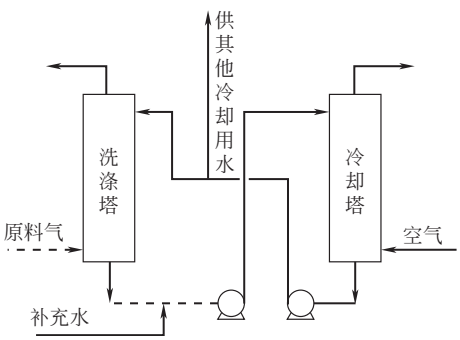 供其他冷却用水
洗涤塔
冷却塔
原料气
空气
补充水